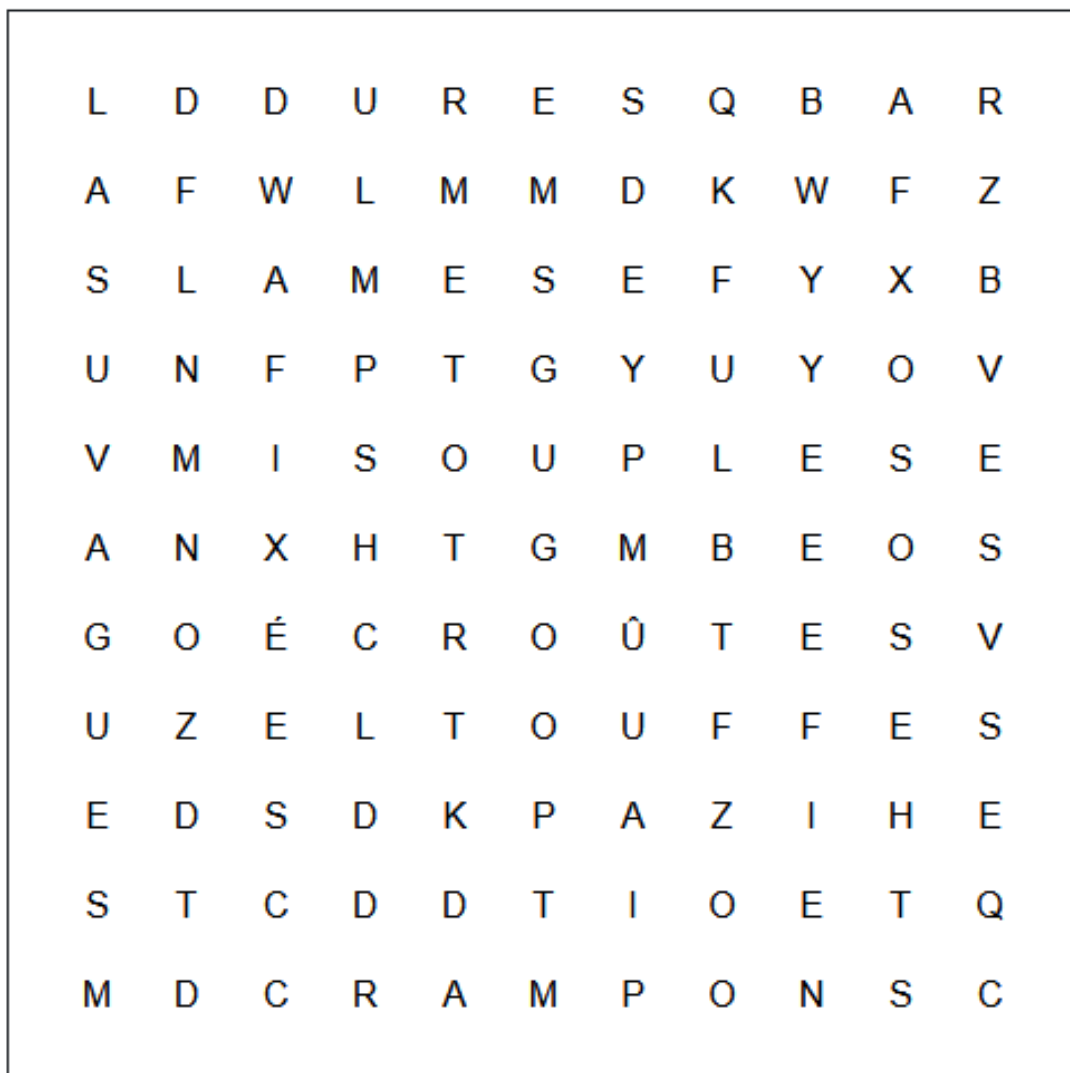 L D D U R E S Q B A R
A F W L M M D K W F Z
S L A M E S E F Y X B
U N F P T G Y U Y O V
V M I S O U P L E S E
A N X H T G M B E O S
G O É C R O Û T E S V
U Z E L T O U F F E S
E D S D K P A Z I H E
S T C D D T I O E T Q
M D C R A M P O N S C